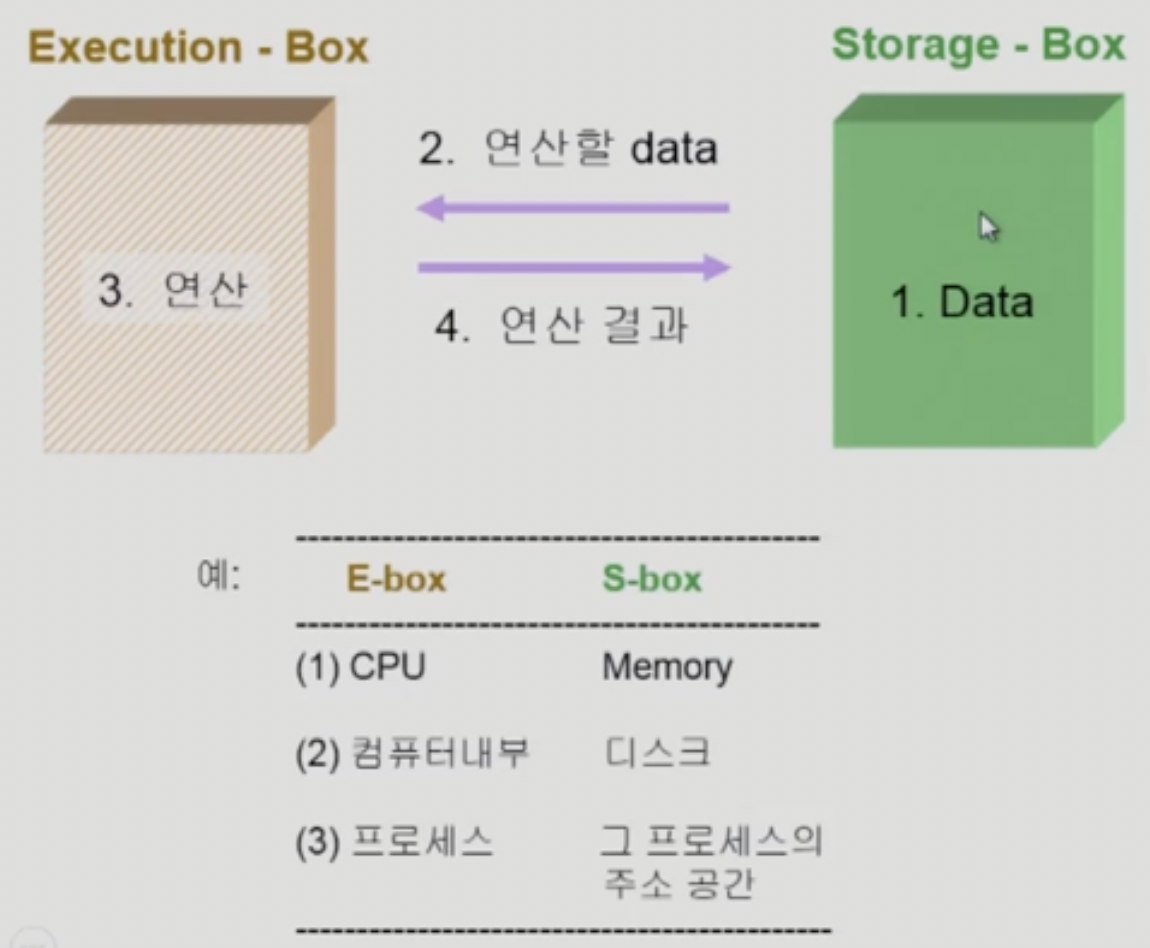 Execution - Box
Storage - Box
2. 연산할 data
3. 연산
1. Data
4. 연산 결과
예:
E-box S-box
(1) CPU Memory
(2) 컴퓨터내부 디스크
(3) 프로세스 그 프로세스의
주소 공간